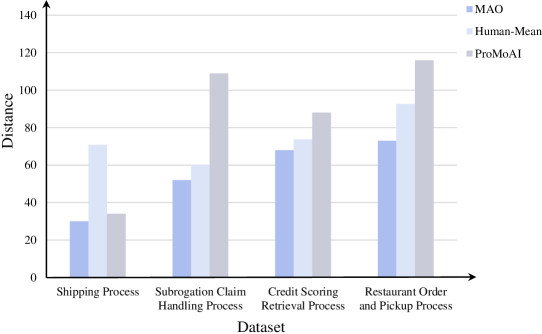 MAO
Human-Mean
ProMoAI
Distance
140
120
100
80
60
40
20
0
Shipping Process
Subrogation Claim
Handling Process
Credit Scoring
Retrieval Process
Restaurant Order
and Pickup Process
Dataset